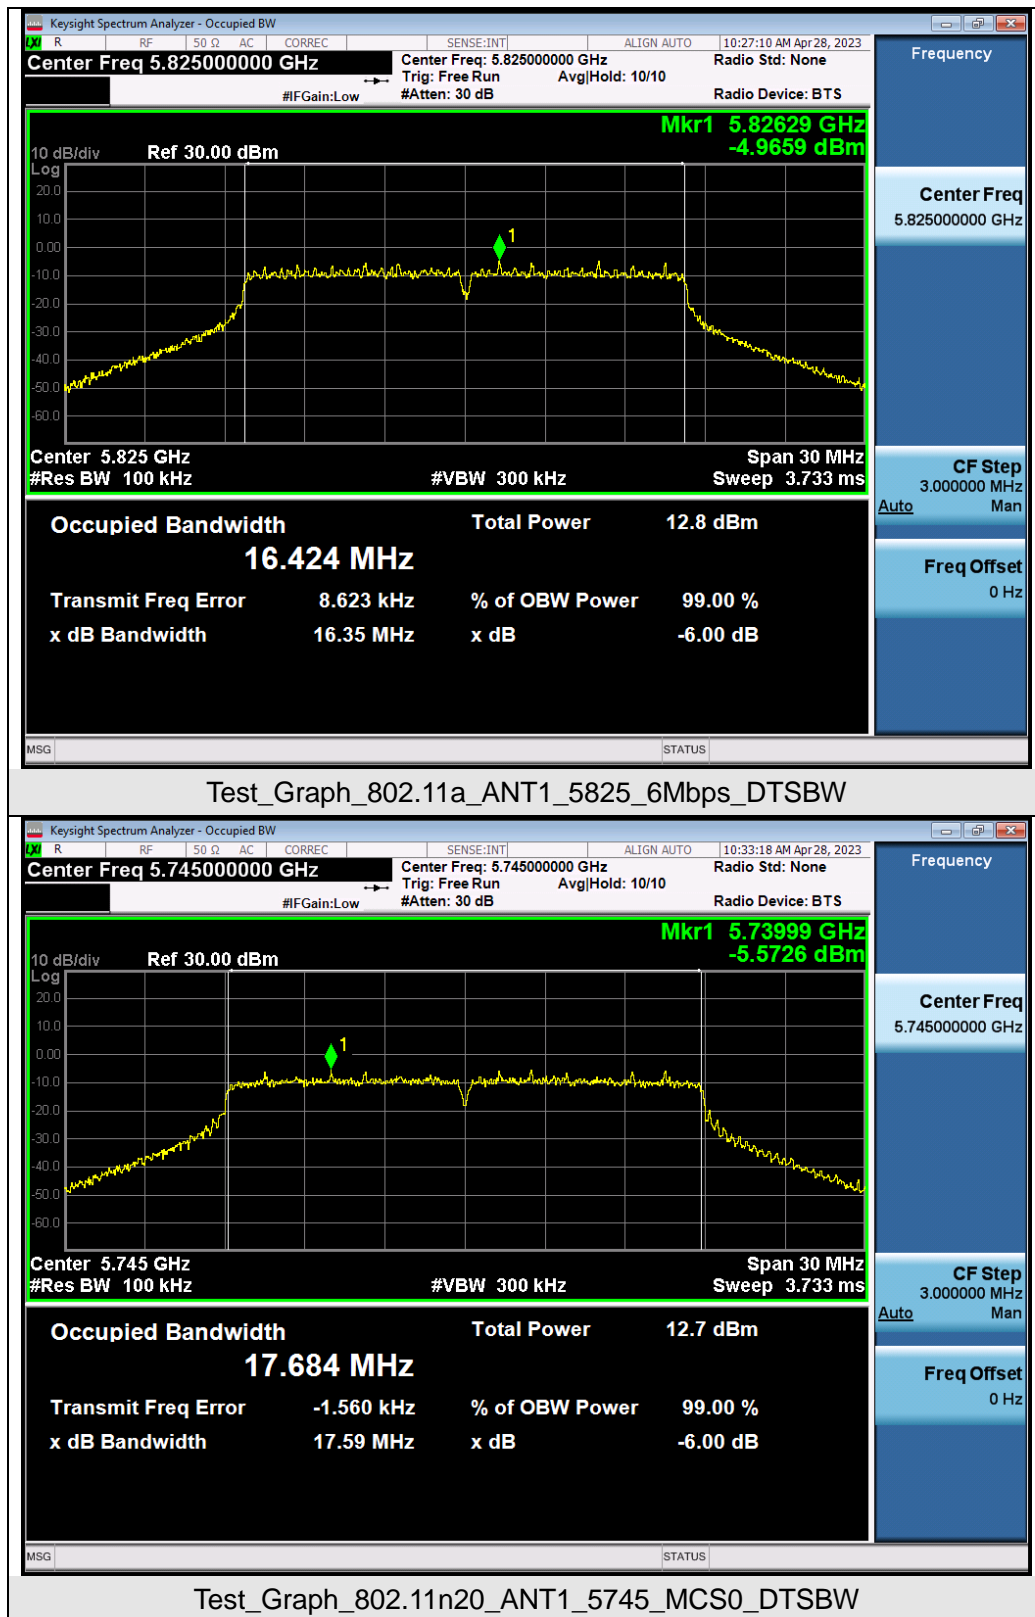 Keysight Spectrum Analyzer - Occupied BW
LXI R RF 50 Ω AC CORREC SENSE:INT ALIGN AUTO 10:27:10 AM Apr 28, 2023
Center Freq 5.825000000 GHz
Center Freq: 5.825000000 GHz
Radio Std: None
Trig: Free Run Avg|Hold: 10/10
#IFGain:Low
#Atten: 30 dB
Radio Device: BTS
Frequency
Mkr1 5.82629 GHz
-4.9659 dBm
10 dB/div Ref 30.00 dBm
Log
20.0
10.0
0.00
-10.0
-20.0
-30.0
-40.0
-50.0
-60.0
1
Center Freq
5.825000000 GHz
Center 5.825 GHz
Span 30 MHz
#Res BW 100 kHz
#VBW 300 kHz
Sweep 3.733 ms
CF Step
3.000000 MHz
Auto Man
Freq Offset
0 Hz
Occupied Bandwidth
Total Power 12.8 dBm
16.424 MHz
Transmit Freq Error 8.623 kHz
% of OBW Power 99.00 %
x dB Bandwidth 16.35 MHz
x dB -6.00 dB
MSG STATUS
Test_Graph_802.11a_ANT1_5825_6Mbps_DTSBW
Keysight Spectrum Analyzer - Occupied BW
LXI R RF 50 Ω AC CORREC SENSE:INT ALIGN AUTO 10:33:18 AM Apr 28, 2023
Center Freq 5.745000000 GHz
Center Freq: 5.745000000 GHz
Radio Std: None
Trig: Free Run Avg|Hold: 10/10
#IFGain:Low
#Atten: 30 dB
Radio Device: BTS
Frequency
Mkr1 5.73999 GHz
-5.5726 dBm
10 dB/div Ref 30.00 dBm
Log
20.0
10.0
0.00
-10.0
-20.0
-30.0
-40.0
-50.0
-60.0
1
Center Freq
5.745000000 GHz
Center 5.745 GHz
Span 30 MHz
#Res BW 100 kHz
#VBW 300 kHz
Sweep 3.733 ms
CF Step
3.000000 MHz
Auto Man
Freq Offset
0 Hz
Occupied Bandwidth
Total Power 12.7 dBm
17.684 MHz
Transmit Freq Error -1.560 kHz
% of OBW Power 99.00 %
x dB Bandwidth 17.59 MHz
x dB -6.00 dB
MSG STATUS
Test_Graph_802.11n20_ANT1_5745_MCS0_DTSBW